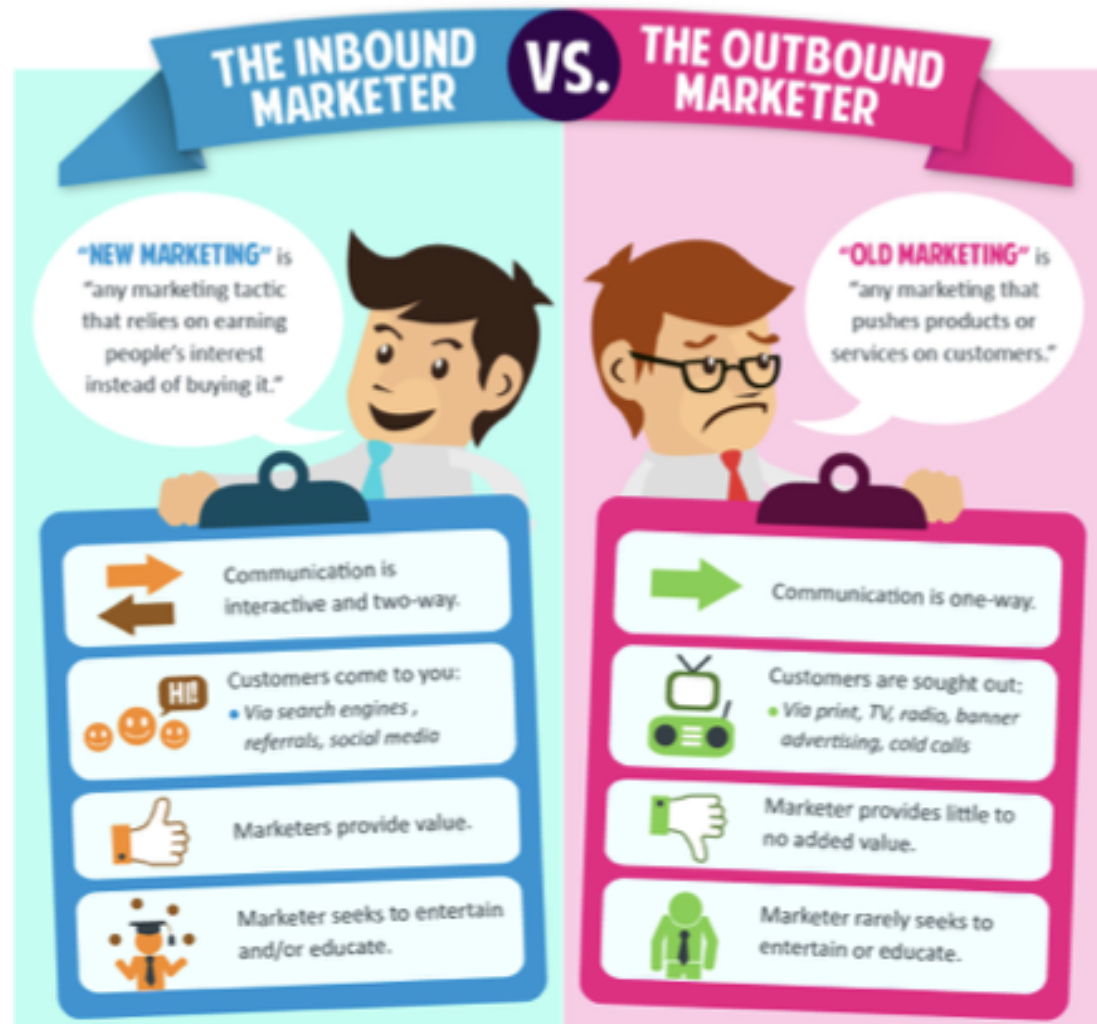 THE INBOUND
MARKETER
VS.
THE OUTBOUND
MARKETER
"NEW MARKETING" is
"any marketing tactic
that relies on earning
people's interest
instead of buying it."
"OLD MARKETING" is
"any marketing that
pushes products or
services on customers."
Communication is
interactive and two-way.
HI!
Customers come to you:
• Via search engines,
referrals, social media
Marketers provide value.
Marketer seeks to entertain
and/or educate.
Communication is one-way.
Customers are sought out:
• Via print, TV, radio, banner
advertising, cold calls
Marketer provides little to
no added value.
Marketer rarely seeks to
entertain or educate.